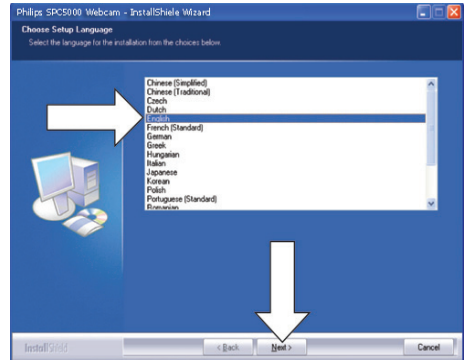 Philips SPC5000 Webcam - InstallShiele Wizard
Choose Setup Language
Select the language for the installation from the choices below
Chinese (Simplified)
Chinese (Traditional)
Czech
Dutch
English
French (Standard)
German
Greek
Hungarian
Italian
Japanese
Korean
Polish
Portuguese (Standard)
Romanian
InstallShield
< Back
Next >
Cancel